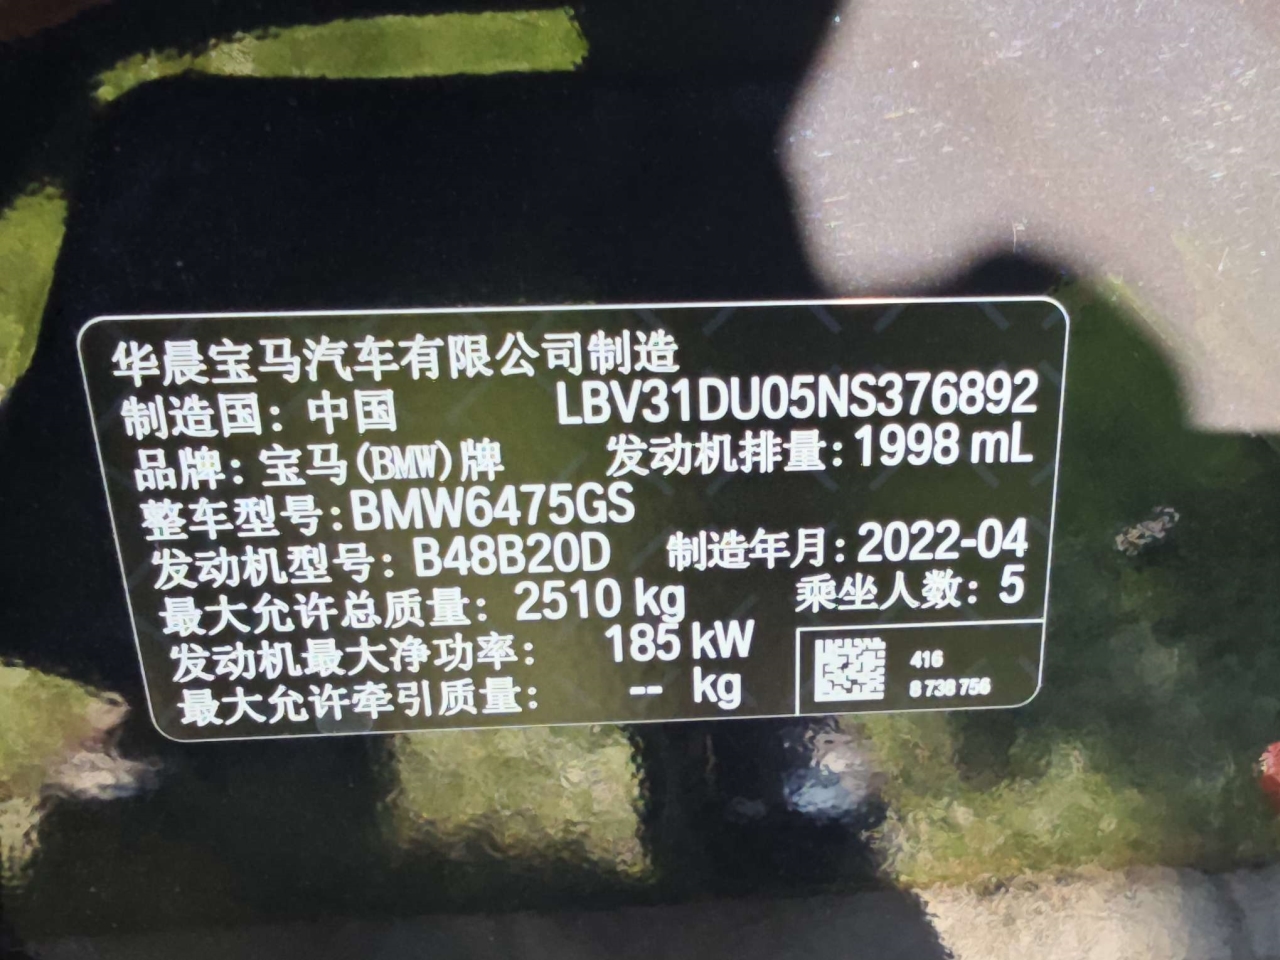 华晨宝马汽车有限公司制造
制造国：中国 LBV31DU05NS376892
品牌：宝马(BMW)牌 发动机排量：1998 mL
整车型号：BMW6475GS
发动机型号：B48B20D 制造年月：2022-04
最大允许总质量：2510 kg 乘坐人数：5
发动机最大净功率：185 kW
最大允许牵引质量：-- kg
416
8 738 756